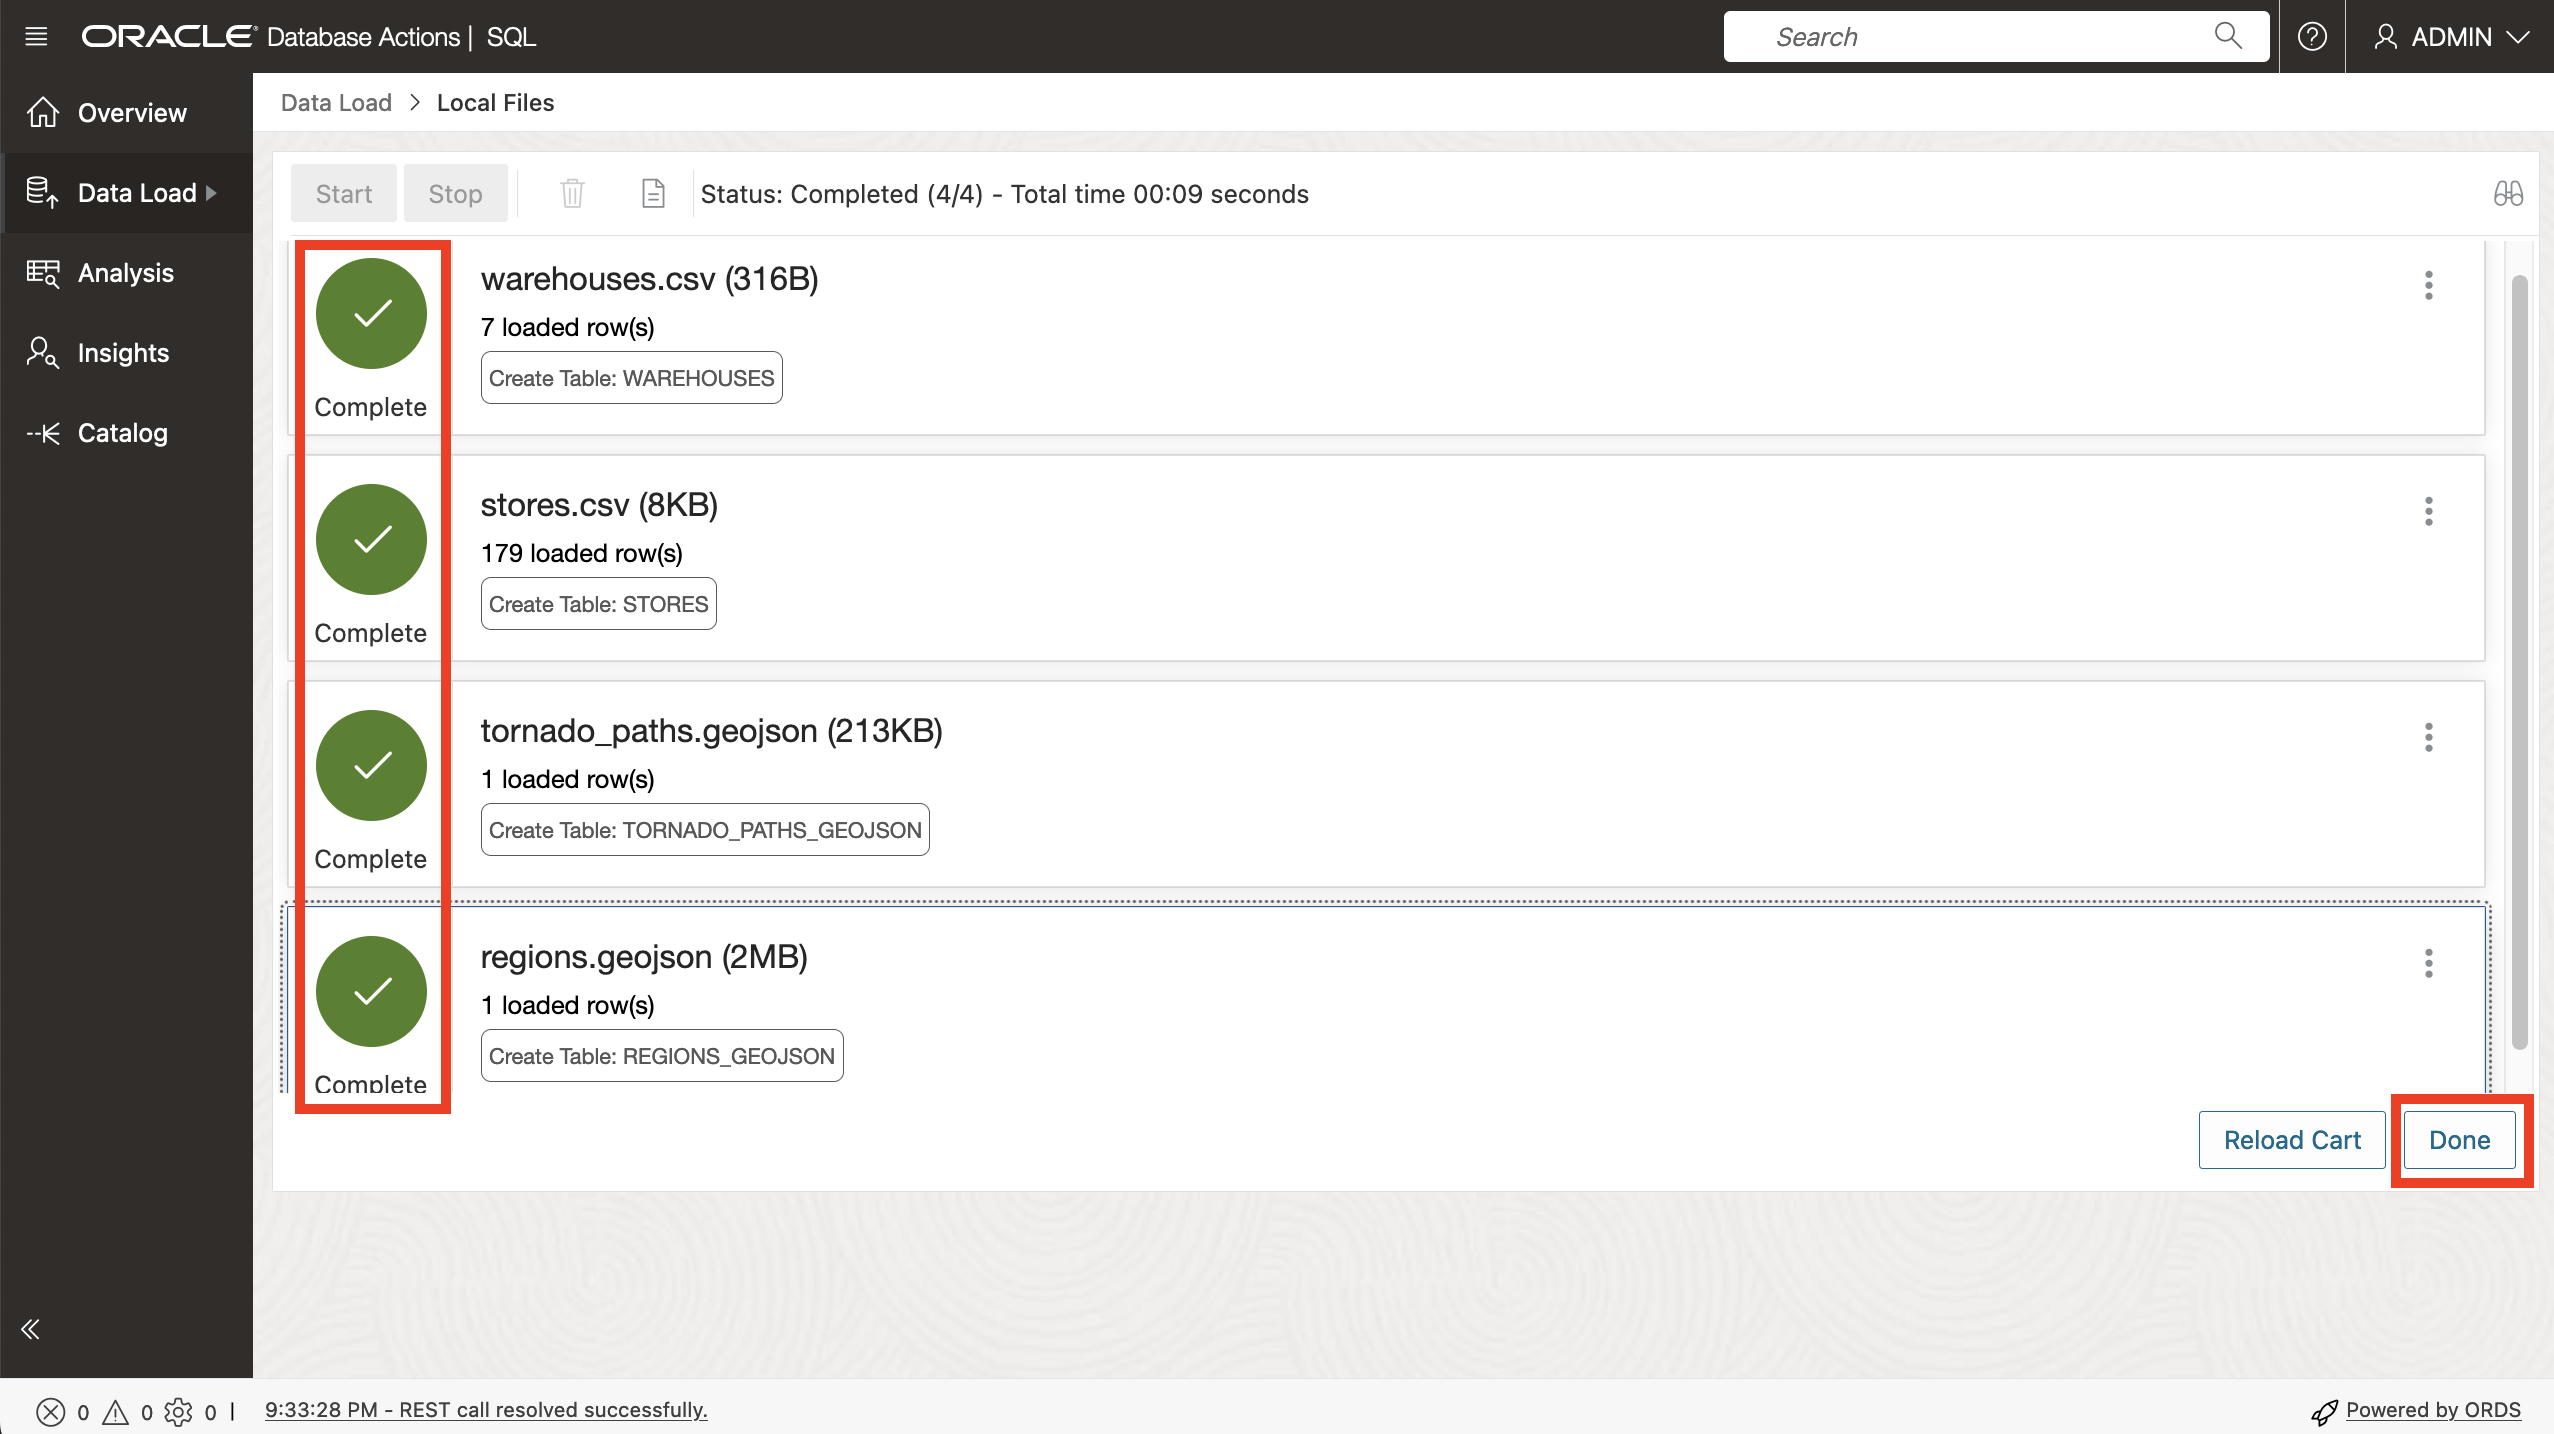 ORACLE Database Actions | SQL
Search
ADMIN
Overview
Data Load
Analysis
Insights
Catalog
Data Load > Local Files
Start
Stop
Status: Completed (4/4) - Total time 00:09 seconds
Complete
warehouses.csv (316B)
7 loaded row(s)
Create Table: WAREHOUSES
Complete
stores.csv (8KB)
179 loaded row(s)
Create Table: STORES
Complete
tornado_paths.geojson (213KB)
1 loaded row(s)
Create Table: TORNADO_PATHS_GEOJSON
Complete
regions.geojson (2MB)
1 loaded row(s)
Create Table: REGIONS_GEOJSON
Reload Cart
Done
0 0 0 | 9:33:28 PM - REST call resolved successfully.
Powered by ORDS